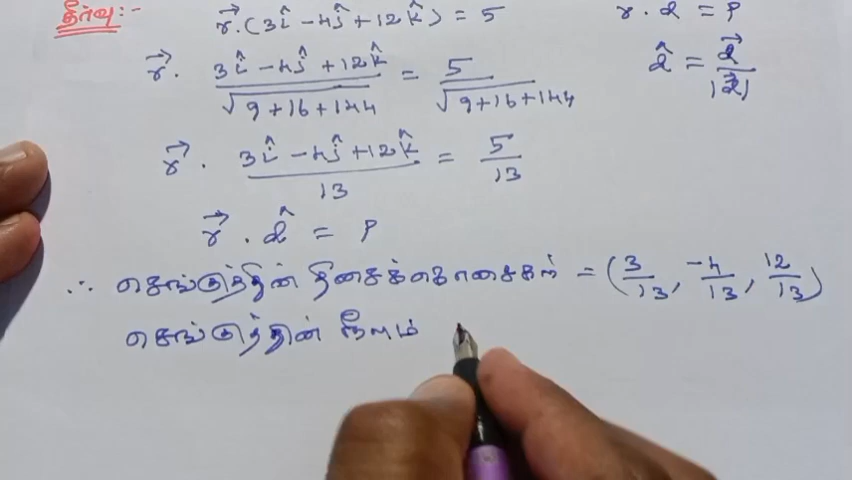 தீர்வு:-
r⃗.(3î −4ĵ +12k̂) = 5
r⃗ . d̂ = p
r⃗ . (3î −4ĵ +12k̂)/√(9+16+144) = 5/√(9+16+144)
d̂ = d⃗/|d⃗|
r⃗ . (3î −4ĵ +12k̂)/13 = 5/13
r⃗ . d̂ = p
∴ செங்குத்தின் திசைக்கொசைகள் = (3/13, −4/13, 12/13)
செங்குத்தின் நீளம்